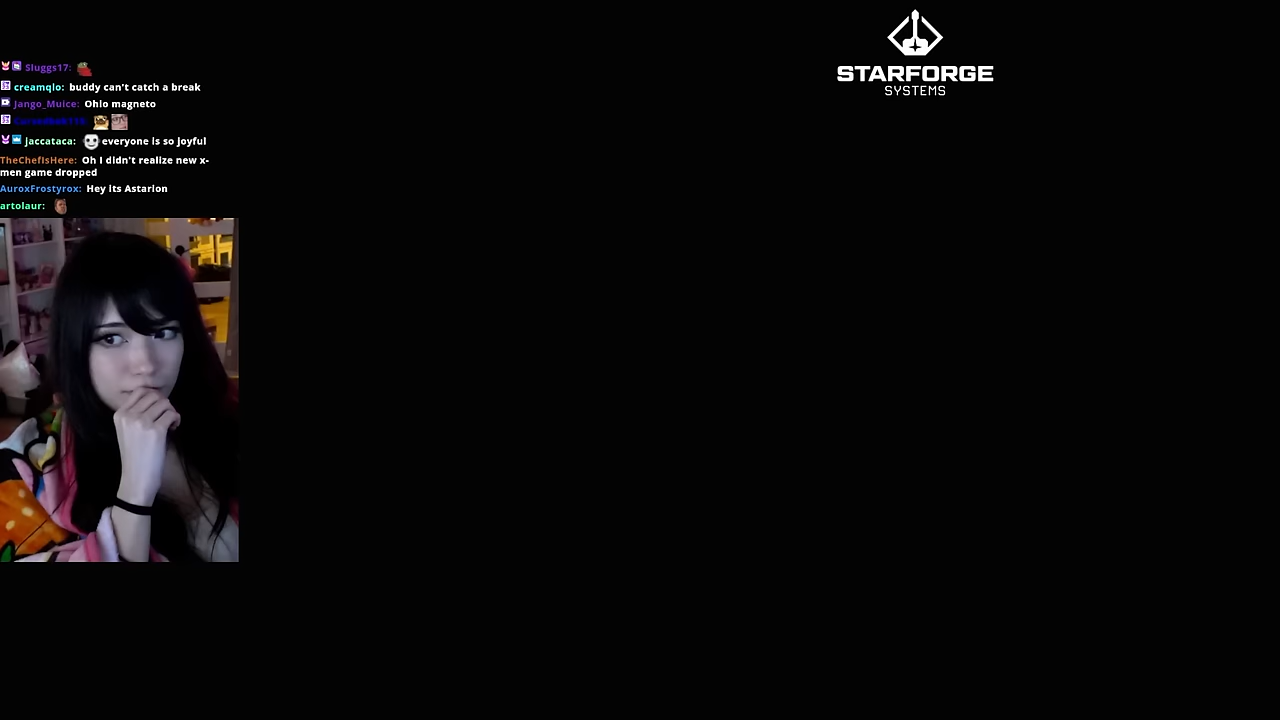 STARFORGE
SYSTEMS
Sluggs17:
creamqlo: buddy can't catch a break
Jango_Muice: Ohio magneto
Jaccataca: everyone is so joyful
TheChefIsHere: Oh I didn't realize new x-
men game dropped
AuroxFrostyrox: Hey its Astarion
artolaur: